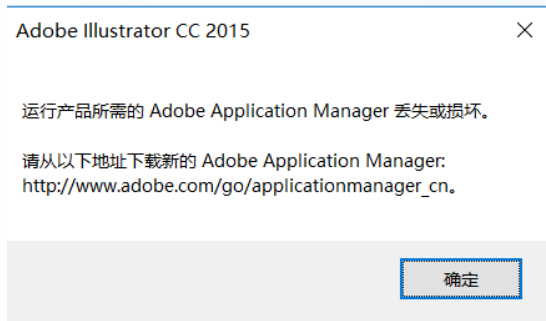 Adobe Illustrator CC 2015
运行产品所需的 Adobe Application Manager 丢失或损坏。
请从以下地址下载新的 Adobe Application Manager:
http://www.adobe.com/go/applicationmanager_cn。
确定